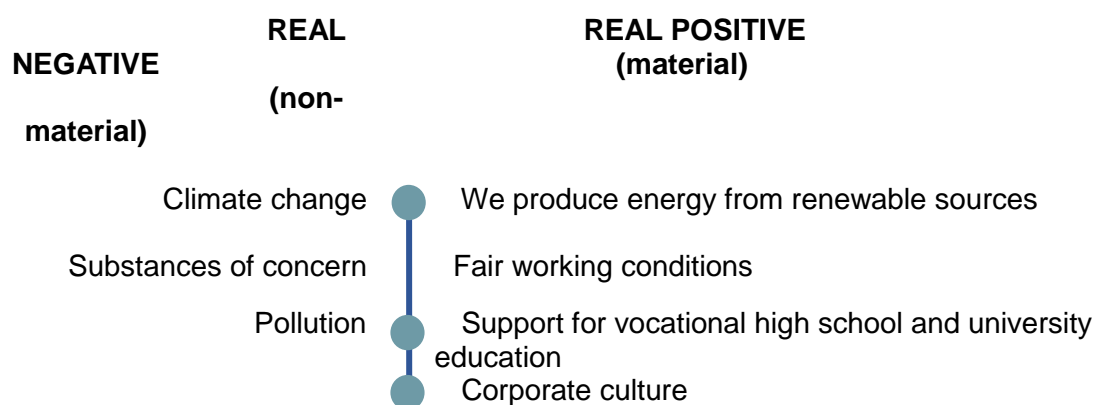 REAL
NEGATIVE
(non-
material)
REAL POSITIVE
(material)
Climate change
We produce energy from renewable sources
Substances of concern
Fair working conditions
Pollution
Support for vocational high school and university
education
Corporate culture